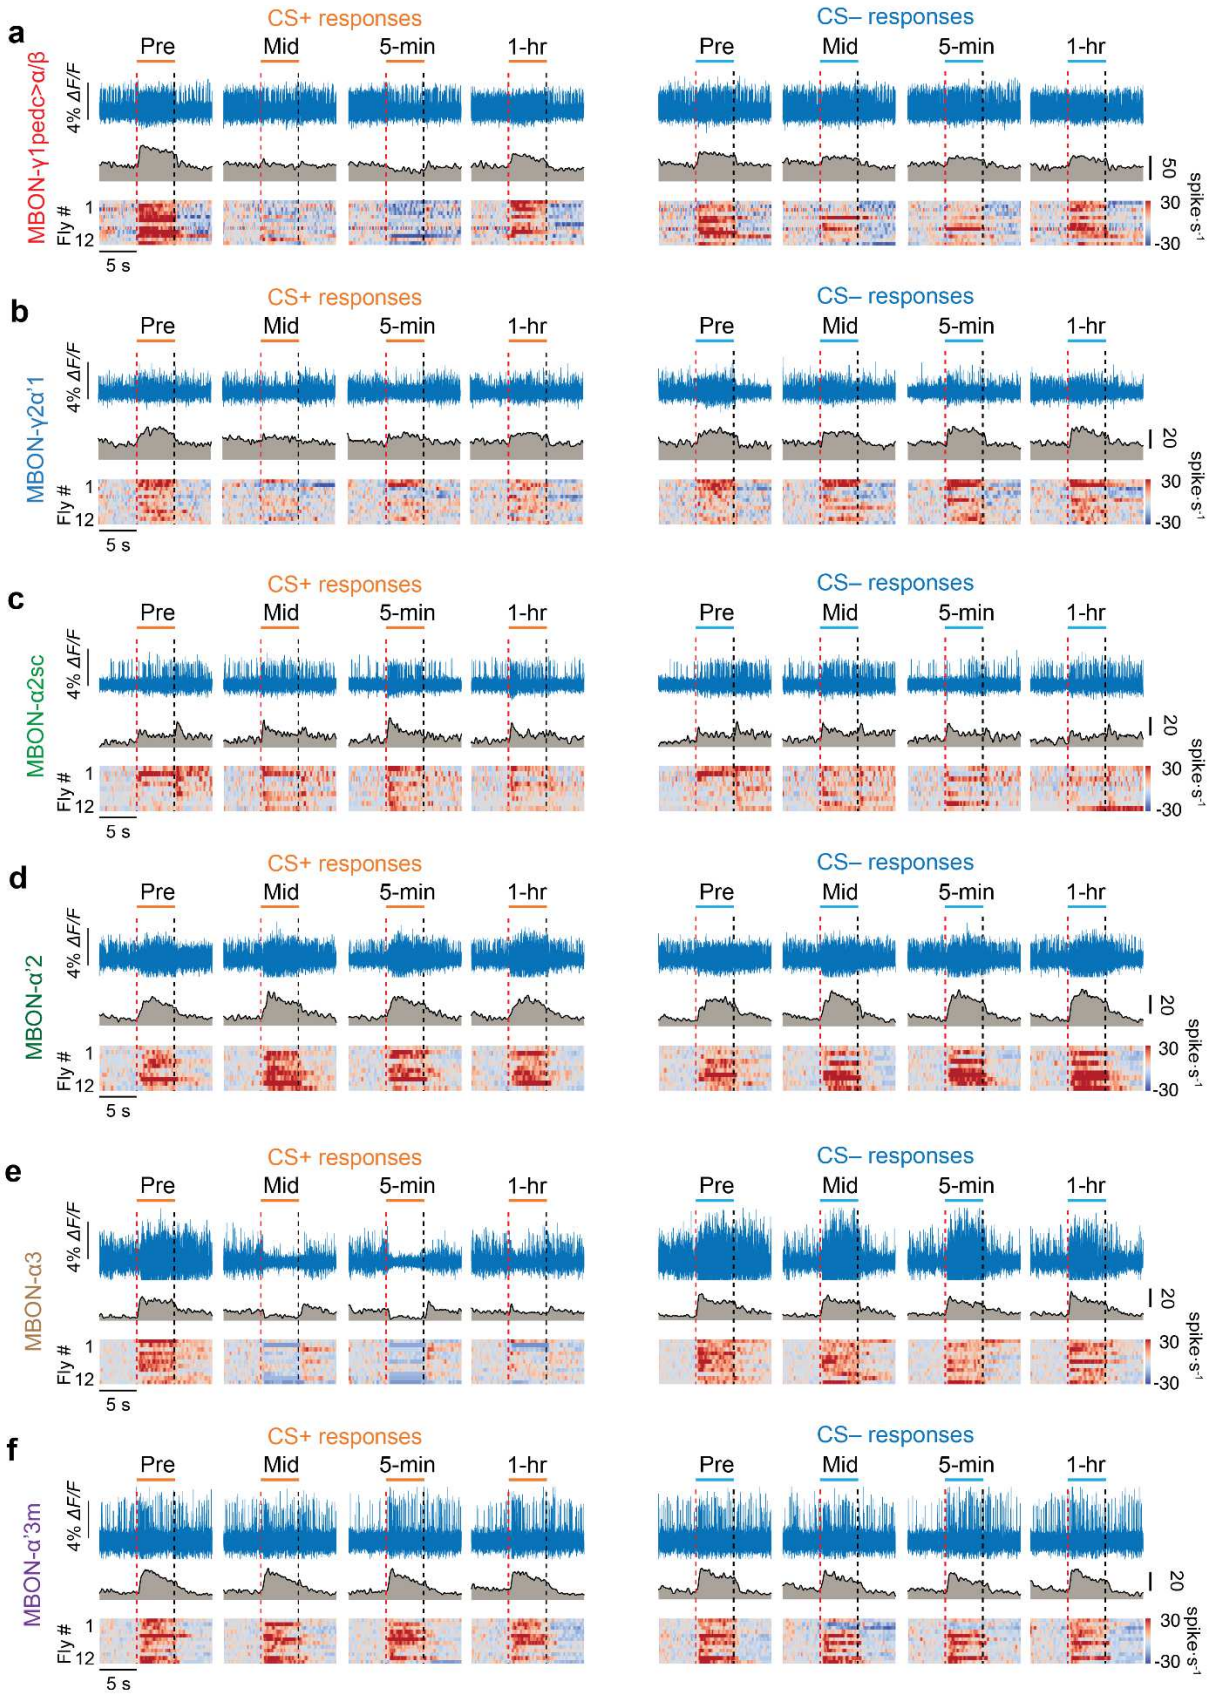 a
CS+ responses
CS– responses
Pre Mid 5-min 1-hr
Pre Mid 5-min 1-hr
MBON-γ1pedc>α/β
4% ΔF/F
50
spike·s⁻¹
Fly #
1
12
30
-30
5 s
b
CS+ responses
CS– responses
Pre Mid 5-min 1-hr
Pre Mid 5-min 1-hr
MBON-γ2α'1
4% ΔF/F
20
spike·s⁻¹
Fly #
1
12
30
-30
5 s
c
CS+ responses
CS– responses
Pre Mid 5-min 1-hr
Pre Mid 5-min 1-hr
MBON-α2sc
4% ΔF/F
20
spike·s⁻¹
Fly #
1
12
30
-30
5 s
d
CS+ responses
CS– responses
Pre Mid 5-min 1-hr
Pre Mid 5-min 1-hr
MBON-α'2
4% ΔF/F
20
spike·s⁻¹
Fly #
1
12
30
-30
5 s
e
CS+ responses
CS– responses
Pre Mid 5-min 1-hr
Pre Mid 5-min 1-hr
MBON-α3
4% ΔF/F
20
spike·s⁻¹
Fly #
1
12
30
-30
5 s
f
CS+ responses
CS– responses
Pre Mid 5-min 1-hr
Pre Mid 5-min 1-hr
MBON-α'3m
4% ΔF/F
20
spike·s⁻¹
Fly #
1
12
30
-30
5 s